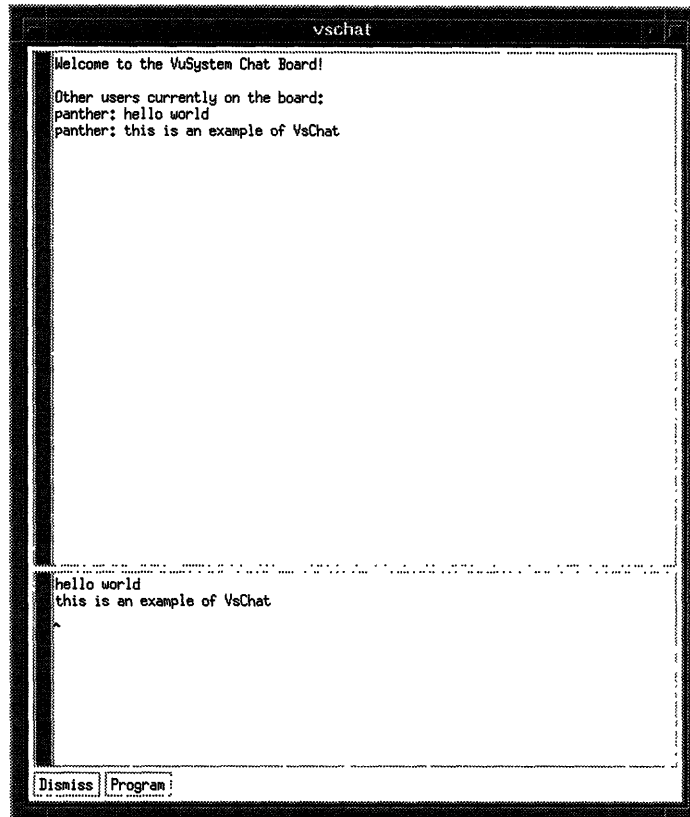 vschat
Welcome to the VuSystem Chat Board!
Other users currently on the board:
panther: hello world
panther: this is an example of VsChat
hello world
this is an example of VsChat
^
Dismiss Program